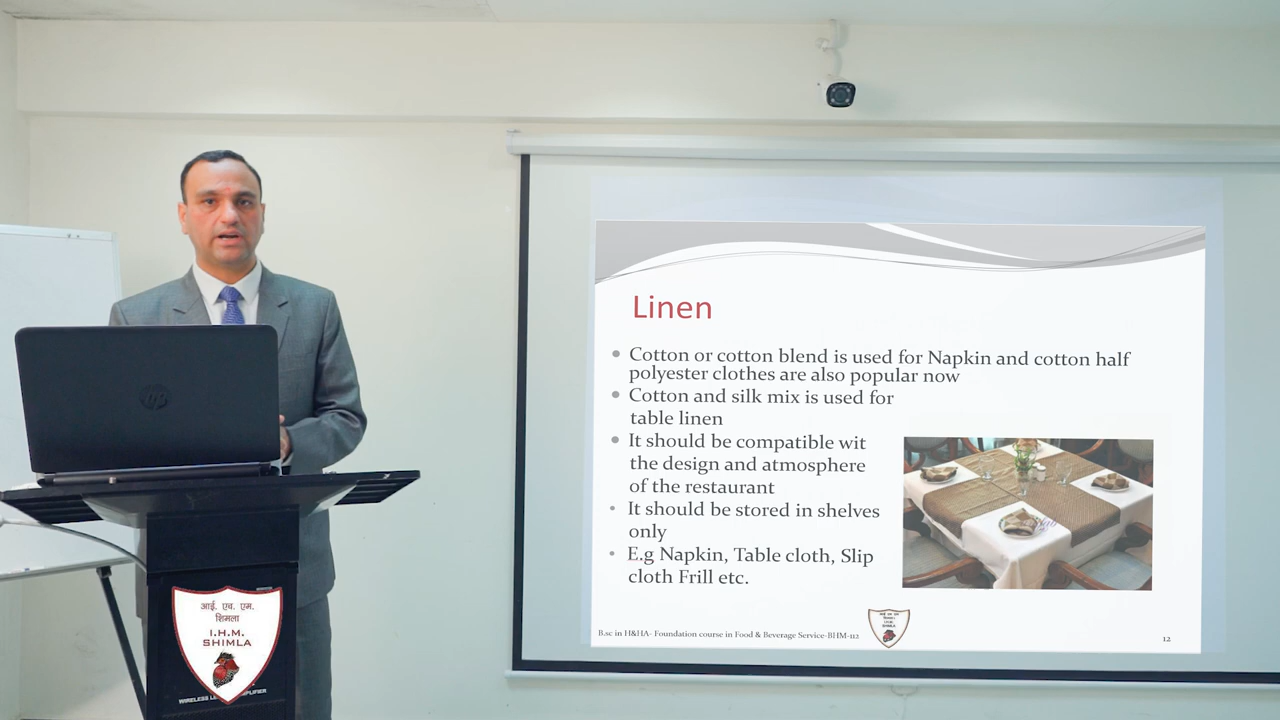 Linen
Cotton or cotton blend is used for Napkin and cotton half
polyester clothes are also popular now
Cotton and silk mix is used for
table linen
It should be compatible wit
the design and atmosphere
of the restaurant
It should be stored in shelves
only
E.g Napkin, Table cloth, Slip
cloth Frill etc.
B.sc in H&HA- Foundation course in Food & Beverage Service-BHM-112
12
hp
आई. एच. एम.
शिमला
I.H.M.
SHIMLA
WIRELESS